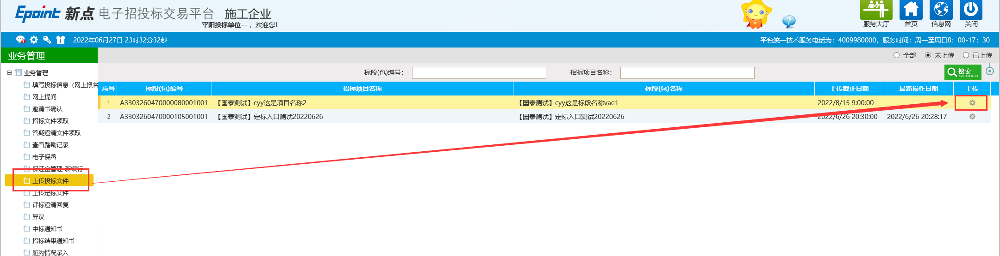 Epoint 新点 电子招投标交易平台 施工企业
平阳投标单位一 ，欢迎您！
服务大厅 首页 信息网 关闭
2022年06月27日 23时32分32秒
平台统一技术服务电话为：4009980000，服务时间：周一至周日8：00-17：30
业务管理
全部 未上传 已上传
业务管理
填写投标信息（网上报名
网上提问
邀请书确认
招标文件领取
答疑澄清文件领取
查看踏勘记录
电子保函
保证金管理-新银行
上传投标文件
上传定标文件
评标澄清回复
异议
中标通知书
招标结果通知书
履约情况录入
标段(包)编号： 招标项目名称： 搜索 SEARCH
序号 标段(包)编号 招标项目名称 标段(包)名称 上传截止日期 最新操作日期 上传
1 A3303260470000080001001 【国泰测试】cyy这是项目名称2 【国泰测试】cyy这是标段名称vae1 2022/8/15 9:00:00
2 A3303260470000105001001 【国泰测试】定标入口测试20220626 【国泰测试】定标入口测试20220626 2022/6/26 20:30:00 2022/6/26 20:28:17